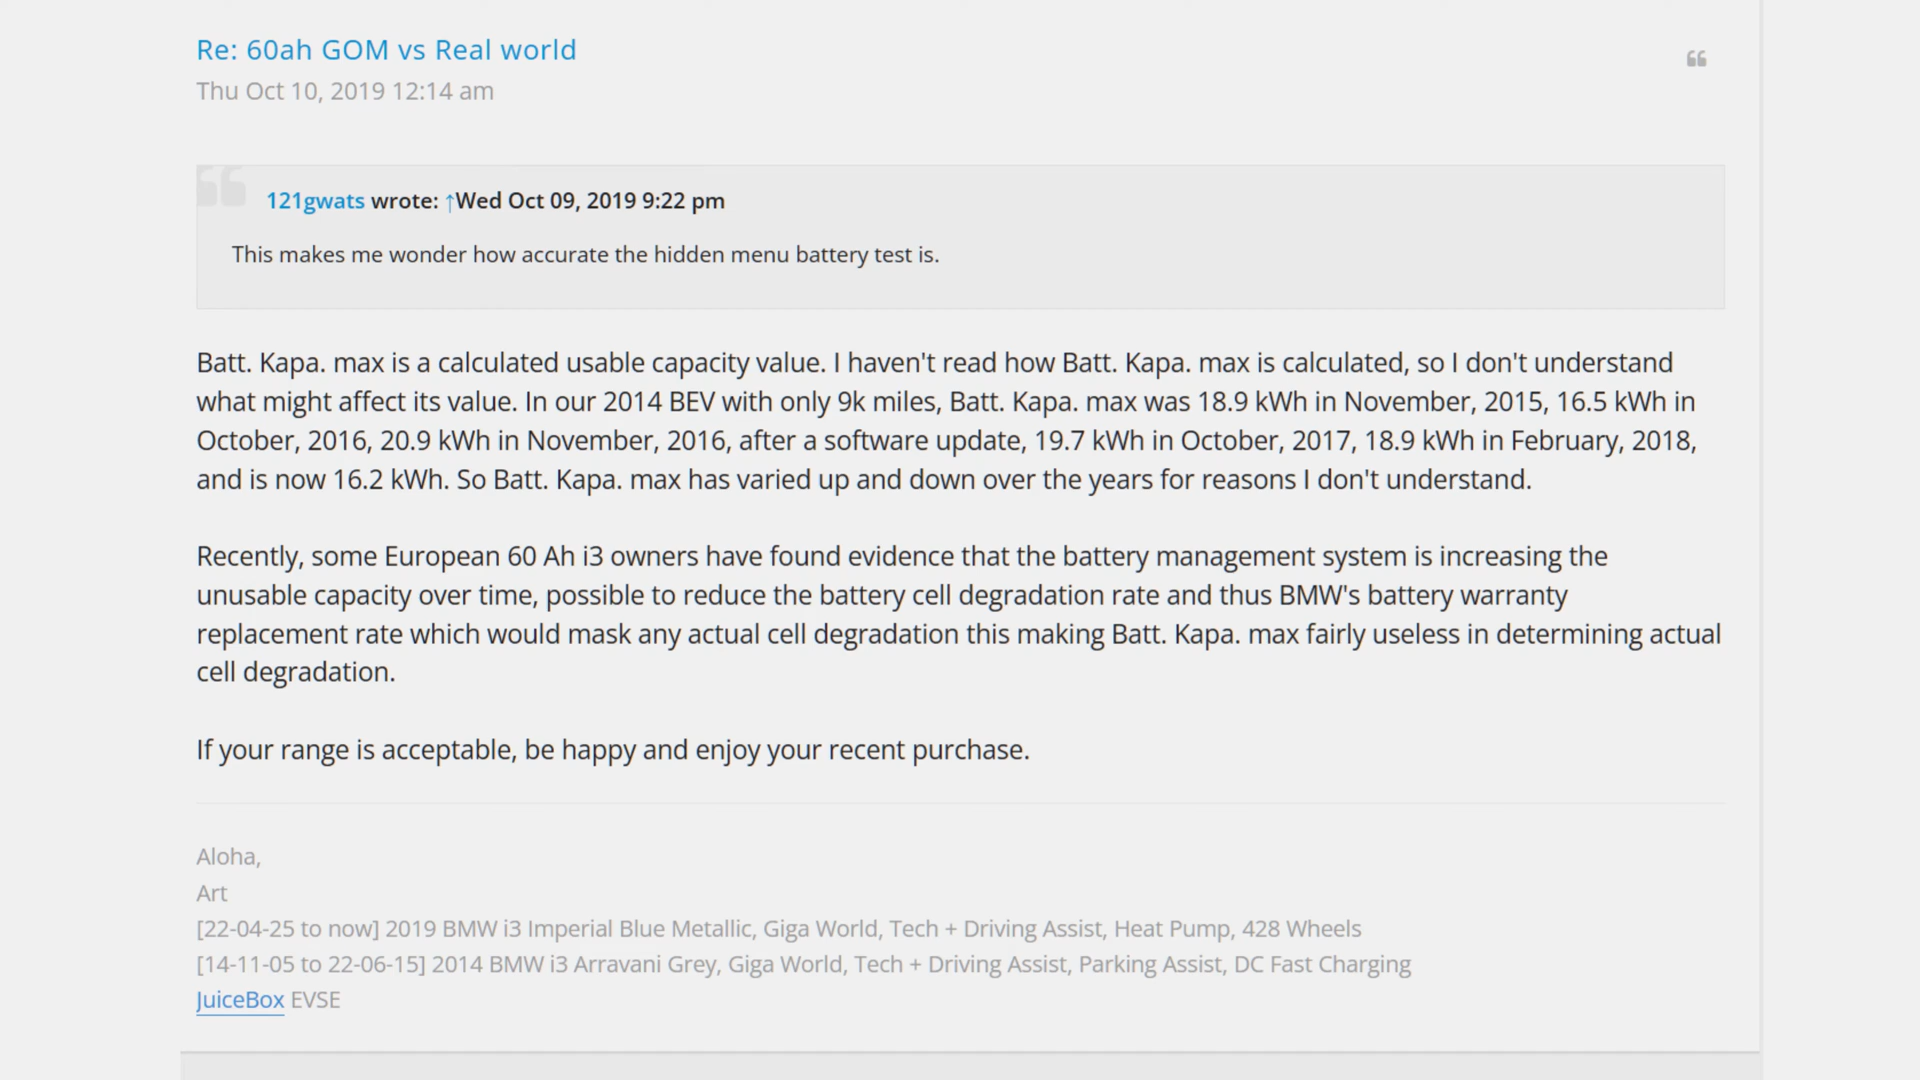 Re: 60ah GOM vs Real world
Thu Oct 10, 2019 12:14 am
121gwats wrote: ↑Wed Oct 09, 2019 9:22 pm
This makes me wonder how accurate the hidden menu battery test is.
Batt. Kapa. max is a calculated usable capacity value. I haven't read how Batt. Kapa. max is calculated, so I don't understand
what might affect its value. In our 2014 BEV with only 9k miles, Batt. Kapa. max was 18.9 kWh in November, 2015, 16.5 kWh in
October, 2016, 20.9 kWh in November, 2016, after a software update, 19.7 kWh in October, 2017, 18.9 kWh in February, 2018,
and is now 16.2 kWh. So Batt. Kapa. max has varied up and down over the years for reasons I don't understand.
Recently, some European 60 Ah i3 owners have found evidence that the battery management system is increasing the
unusable capacity over time, possible to reduce the battery cell degradation rate and thus BMW's battery warranty
replacement rate which would mask any actual cell degradation this making Batt. Kapa. max fairly useless in determining actual
cell degradation.
If your range is acceptable, be happy and enjoy your recent purchase.
Aloha,
Art
[22-04-25 to now] 2019 BMW i3 Imperial Blue Metallic, Giga World, Tech + Driving Assist, Heat Pump, 428 Wheels
[14-11-05 to 22-06-15] 2014 BMW i3 Arravani Grey, Giga World, Tech + Driving Assist, Parking Assist, DC Fast Charging
JuiceBox EVSE